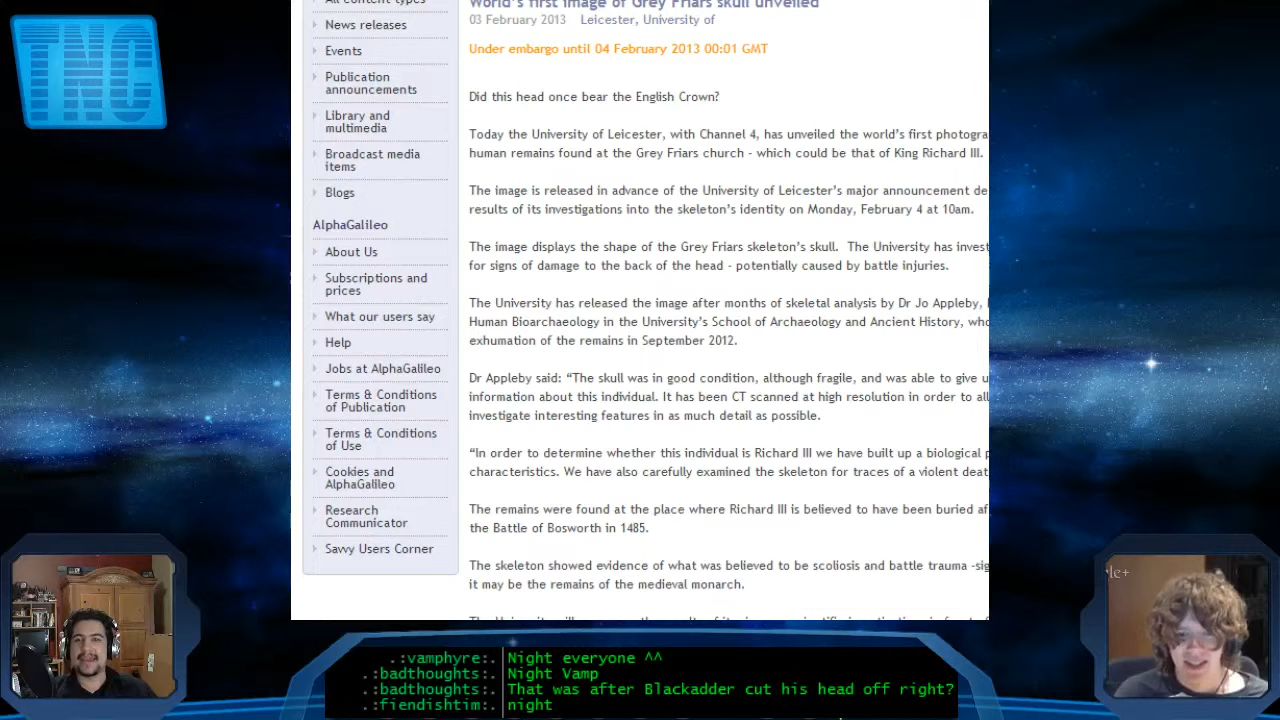 TNC
All content types
News releases
Events
Publication
announcements
Library and
multimedia
Broadcast media
items
Blogs
AlphaGalileo
About Us
Subscriptions and
prices
What our users say
Help
Jobs at AlphaGalileo
Terms & Conditions
of Publication
Terms & Conditions
of Use
Cookies and
AlphaGalileo
Research
Communicator
Savvy Users Corner
World's first image of Grey Friars skull unveiled
03 February 2013 Leicester, University of
Under embargo until 04 February 2013 00:01 GMT
Did this head once bear the English Crown?
Today the University of Leicester, with Channel 4, has unveiled the world's first photogra
human remains found at the Grey Friars church - which could be that of King Richard III.
The image is released in advance of the University of Leicester's major announcement de
results of its investigations into the skeleton's identity on Monday, February 4 at 10am.
The image displays the shape of the Grey Friars skeleton's skull. The University has invest
for signs of damage to the back of the head - potentially caused by battle injuries.
The University has released the image after months of skeletal analysis by Dr Jo Appleby,
Human Bioarchaeology in the University's School of Archaeology and Ancient History, who
exhumation of the remains in September 2012.
Dr Appleby said: “The skull was in good condition, although fragile, and was able to give u
information about this individual. It has been CT scanned at high resolution in order to all
investigate interesting features in as much detail as possible.
“In order to determine whether this individual is Richard III we have built up a biological p
characteristics. We have also carefully examined the skeleton for traces of a violent deat
The remains were found at the place where Richard III is believed to have been buried af
the Battle of Bosworth in 1485.
The skeleton showed evidence of what was believed to be scoliosis and battle trauma -sig
it may be the remains of the medieval monarch.
le+
.:vamphyre:. Night everyone ^^
.:badthoughts:. Night Vamp
.:badthoughts:. That was after Blackadder cut his head off right?
.:fiendishtim:. night